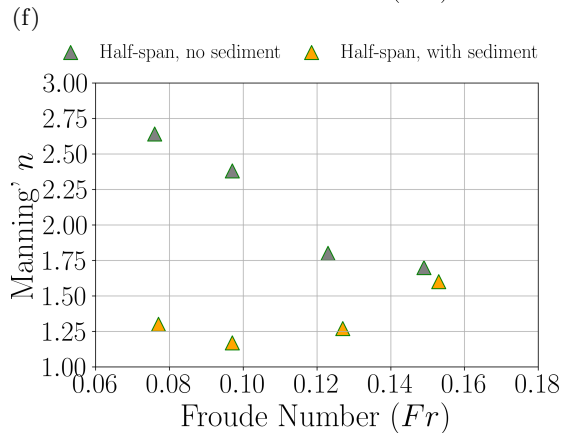 (f)
Half-span, no sediment Half-span, with sediment
3.00
2.75
2.50
2.25
2.00
1.75
1.50
1.25
1.00
Manning' n
0.06 0.08 0.10 0.12 0.14 0.16 0.18
Froude Number (Fr)